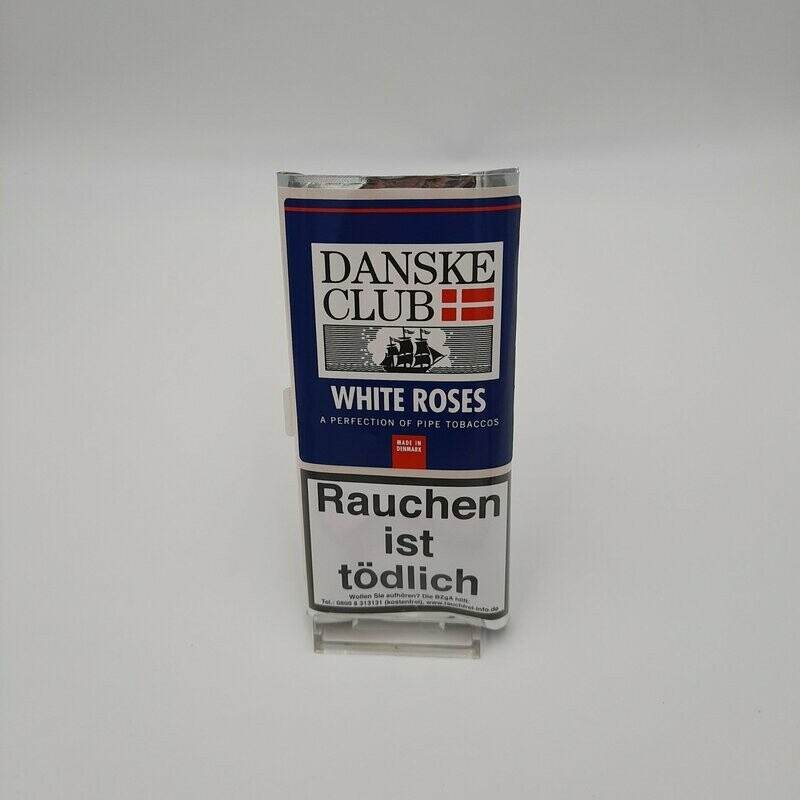 DANSKE
CLUB
WHITE ROSES
A PERFECTION OF PIPE TOBACCOS
MADE IN
DENMARK
Rauchen
ist
tödlich
Wollen Sie aufhören? Die BZgA hilft:
Tel.: 0800 8 313131 (kostenfrei), www.rauchfrei-info.de